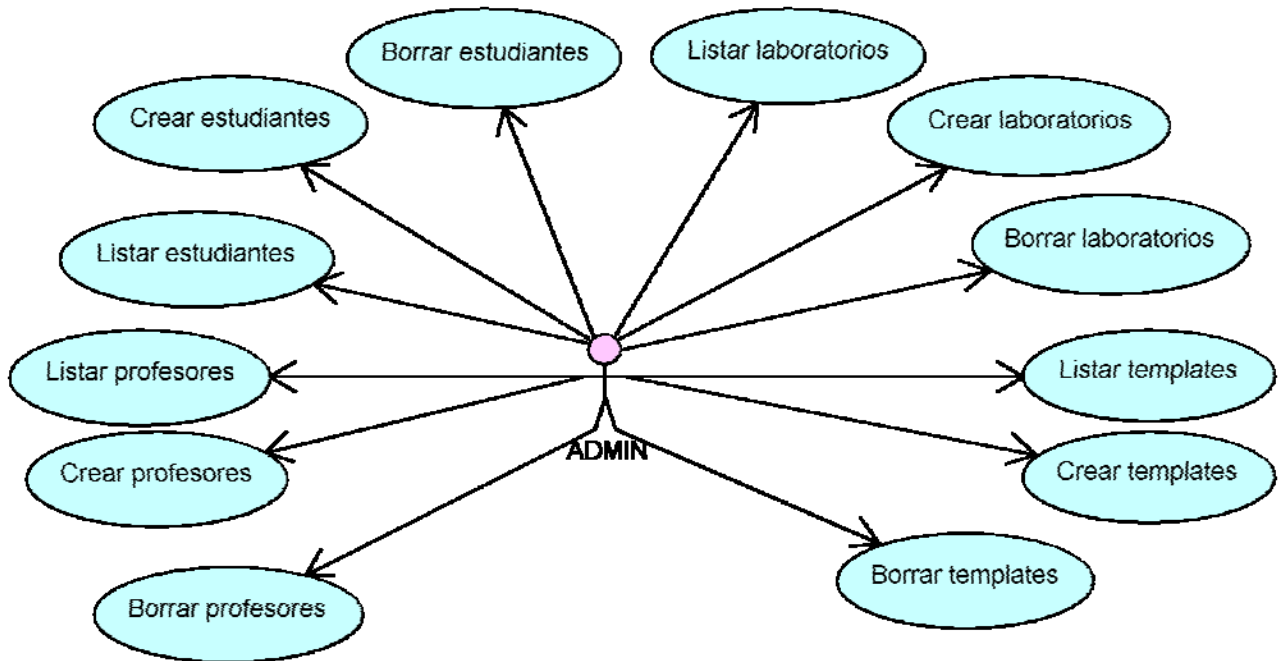 Borrar estudiantes
Listar laboratorios
Crear estudiantes
Crear laboratorios
Listar estudiantes
Borrar laboratorios
Listar profesores
Listar templates
ADMIN
Crear profesores
Crear templates
Borrar profesores
Borrar templates